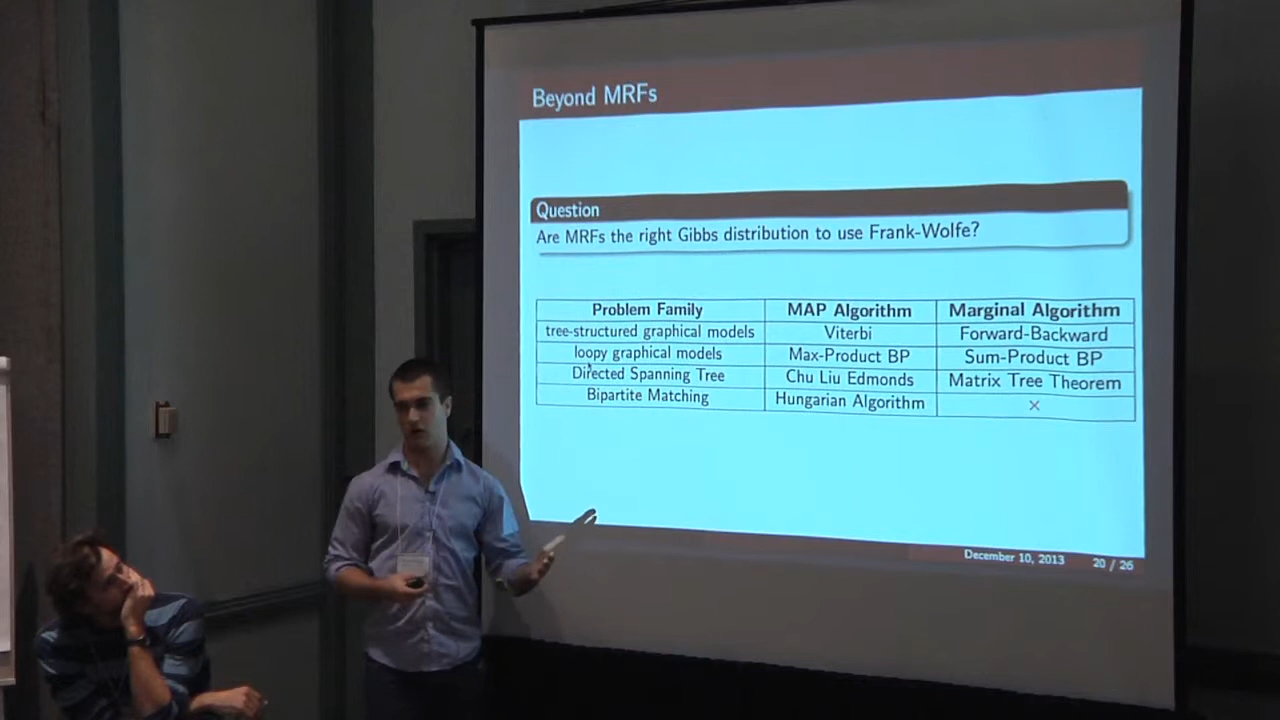 Beyond MRFs
Question
Are MRFs the right Gibbs distribution to use Frank-Wolfe?
Problem Family MAP Algorithm Marginal Algorithm
tree-structured graphical models Viterbi Forward-Backward
loopy graphical models Max-Product BP Sum-Product BP
Directed Spanning Tree Chu Liu Edmonds Matrix Tree Theorem
Bipartite Matching Hungarian Algorithm ×
December 10, 2013 20 / 26